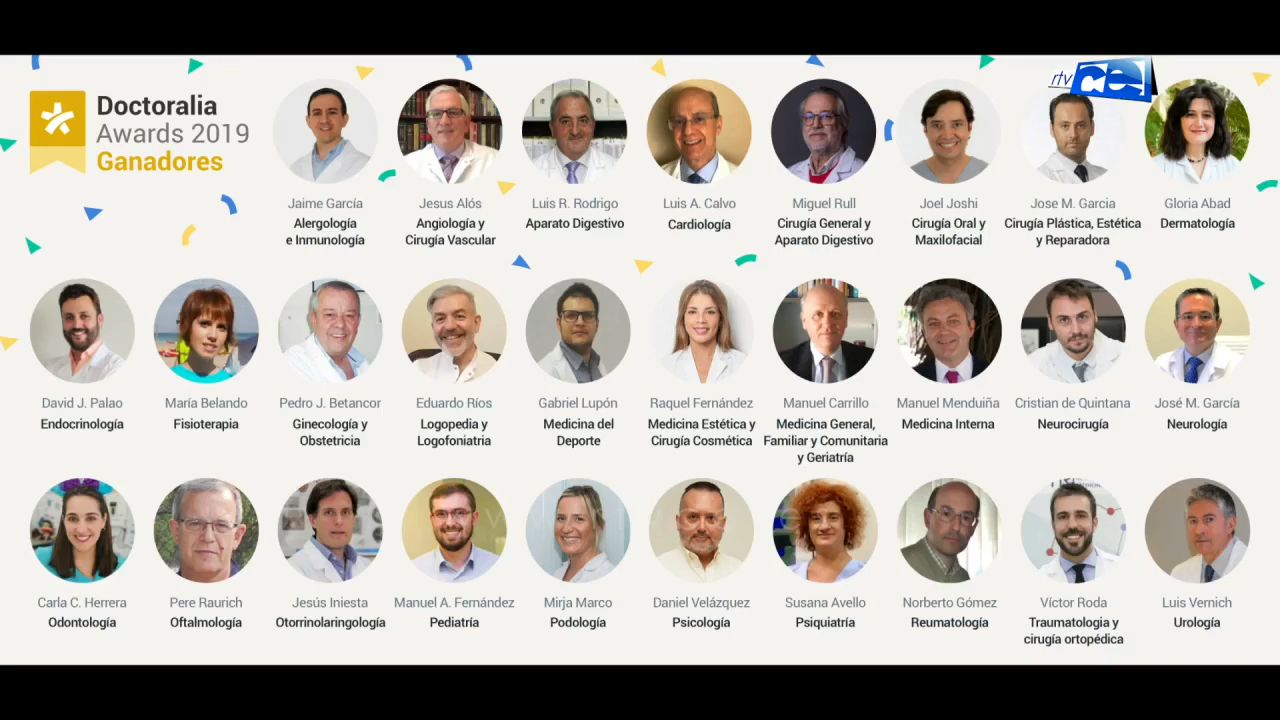 Doctoralia
Awards 2019
Ganadores
rtv cel
Jaime García
Alergología
e Inmunología
Jesus Alós
Angiología y
Cirugía Vascular
Luis R. Rodrigo
Aparato Digestivo
Luis A. Calvo
Cardiología
Miguel Rull
Cirugía General y
Aparato Digestivo
Joel Joshi
Cirugía Oral y
Maxilofacial
Jose M. Garcia
Cirugía Plástica, Estética
y Reparadora
Gloria Abad
Dermatología
David J. Palao
Endocrinología
María Belando
Fisioterapia
Pedro J. Betancor
Ginecología y
Obstetricia
Eduardo Ríos
Logopedia y
Logofoniatria
Gabriel Lupón
Medicina del
Deporte
Raquel Fernández
Medicina Estética y
Cirugía Cosmética
Manuel Carrillo
Medicina General,
Familiar y Comunitaria
y Geriatría
Manuel Menduiña
Medicina Interna
Cristian de Quintana
Neurocirugía
José M. García
Neurología
Carla C. Herrera
Odontología
Pere Raurich
Oftalmología
Jesús Iniesta
Otorrinolaringología
Manuel A. Fernández
Pediatría
Mirja Marco
Podología
Daniel Velázquez
Psicología
Susana Avello
Psiquiatría
Norberto Gómez
Reumatología
Víctor Roda
Traumatologia y
cirugía ortopédica
Luis Vernich
Urología